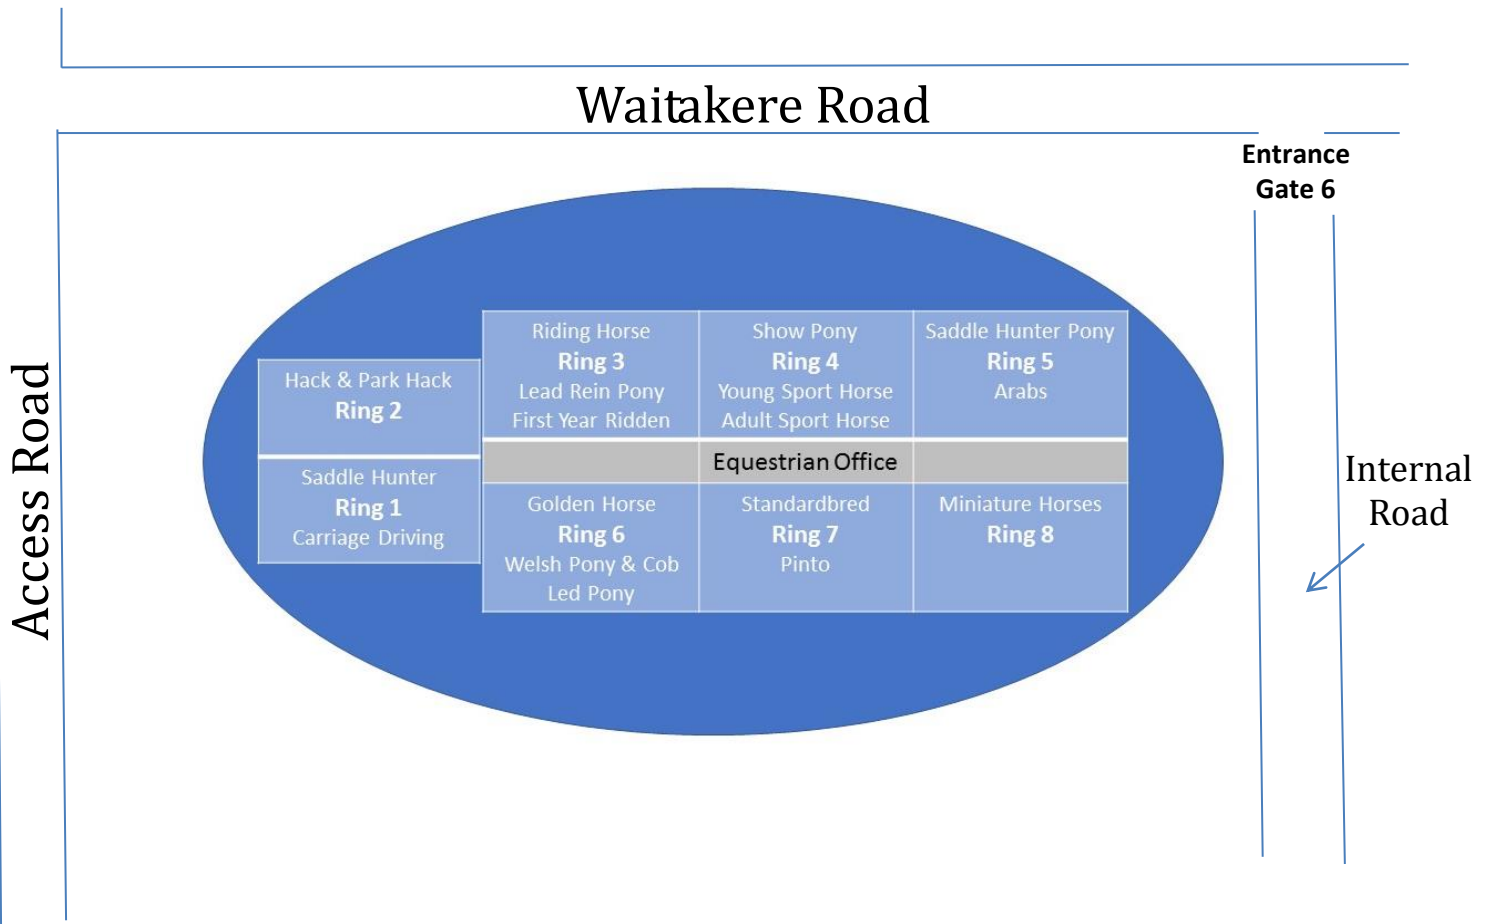 Waitakere Road
Entrance
Gate 6
Access Road
Hack & Park Hack
Ring 2
Saddle Hunter
Ring 1
Carriage Driving
Riding Horse
Ring 3
Lead Rein Pony
First Year Ridden
Show Pony
Ring 4
Young Sport Horse
Adult Sport Horse
Saddle Hunter Pony
Ring 5
Arabs
Equestrian Office
Golden Horse
Ring 6
Welsh Pony & Cob
Led Pony
Standardbred
Ring 7
Pinto
Miniature Horses
Ring 8
Internal
Road